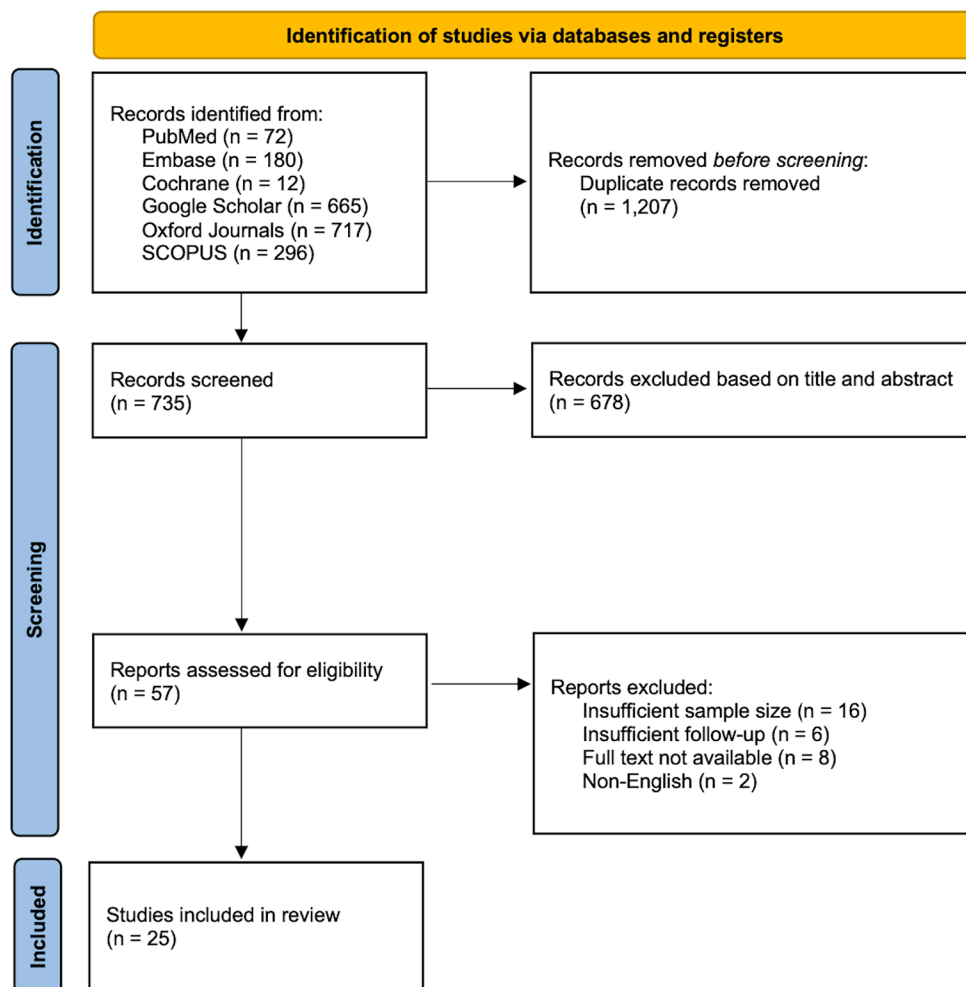 Identification of studies via databases and registers
Identification
Records identified from:
PubMed (n = 72)
Embase (n = 180)
Cochrane (n = 12)
Google Scholar (n = 665)
Oxford Journals (n = 717)
SCOPUS (n = 296)
Records removed before screening:
Duplicate records removed
(n = 1,207)
Screening
Records screened
(n = 735)
Records excluded based on title and abstract
(n = 678)
Reports assessed for eligibility
(n = 57)
Reports excluded:
Insufficient sample size (n = 16)
Insufficient follow-up (n = 6)
Full text not available (n = 8)
Non-English (n = 2)
Included
Studies included in review
(n = 25)